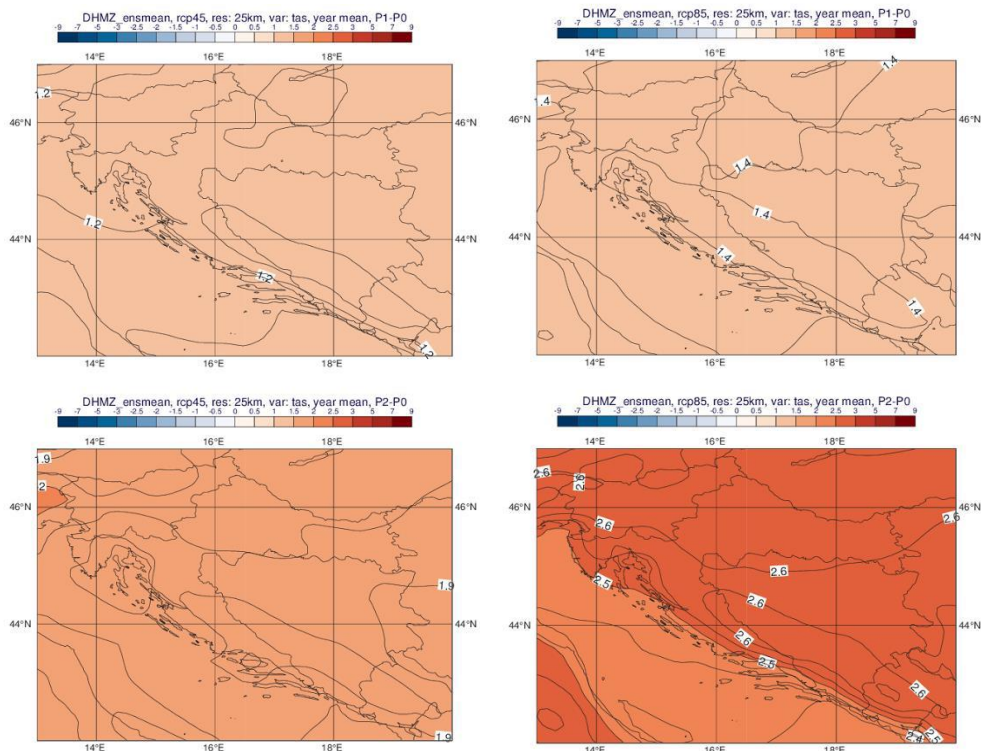 DHMZ_ensmean, rcp45, res: 25km, var: tas, year mean, P1-P0
-9 -7 -5 -3 -2.5 -2 -1.5 -1 -0.5 0 0.5 1 1.5 2 2.5 3 5 7 9
14°E 16°E 18°E
1.2
46°N
1.2
44°N
1.2
1.2
14°E 16°E 18°E
DHMZ_ensmean, rcp85, res: 25km, var: tas, year mean, P1-P0
-9 -7 -5 -3 -2.5 -2 -1.5 -1 -0.5 0 0.5 1 1.5 2 2.5 3 5 7 9
14°E 16°E 18°E
1.4
1.4
46°N 46°N
1.4
1.4
44°N 44°N
1.4
1.4
14°E 16°E 18°E
DHMZ_ensmean, rcp45, res: 25km, var: tas, year mean, P2-P0
-9 -7 -5 -3 -2.5 -2 -1.5 -1 -0.5 0 0.5 1 1.5 2 2.5 3 5 7 9
14°E 16°E 18°E
1.9
2
46°N
1.9
44°N
1.9
14°E 16°E 18°E
DHMZ_ensmean, rcp85, res: 25km, var: tas, year mean, P2-P0
-9 -7 -5 -3 -2.5 -2 -1.5 -1 -0.5 0 0.5 1 1.5 2 2.5 3 5 7 9
14°E 16°E 18°E
2.6
2.6
46°N 46°N
2.6 2.6
2.6
2.5
2.6
44°N 44°N
2.6
2.5
2.6
2.4 2.5
14°E 16°E 18°E